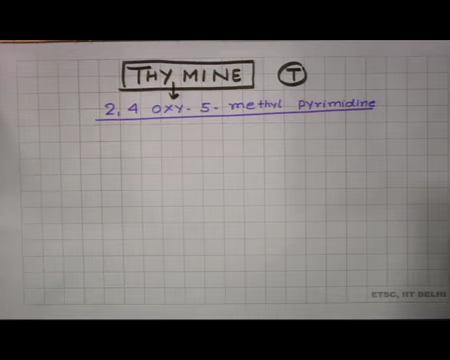 THYMINE T
2, 4 oxy- 5- methyl pyrimidine
ETSC, IIT DELHI